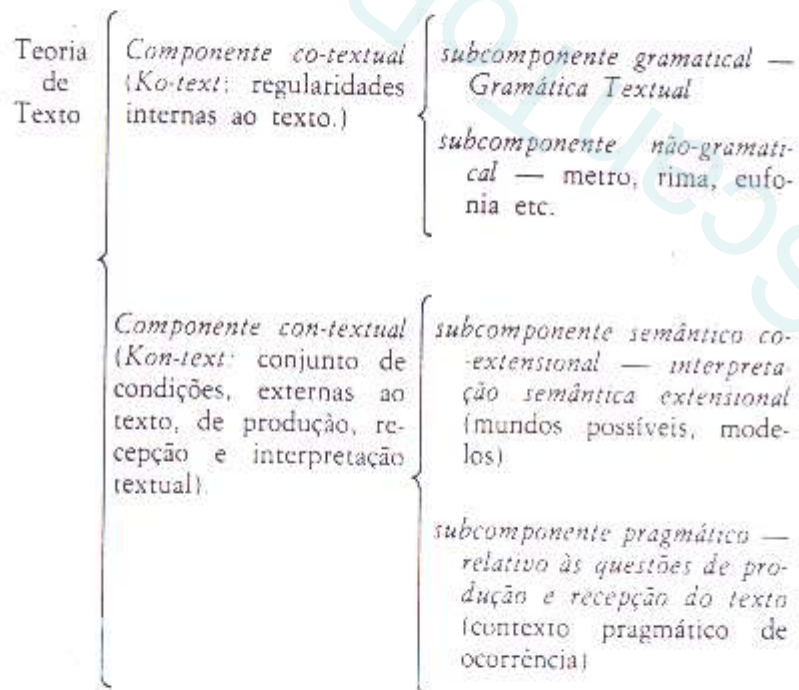 Teoria
de
Texto
Componente co-textual
(Ko-text: regularidades
internas ao texto.)
subcomponente gramatical —
Gramática Textual
subcomponente não-gramati-
cal — metro, rima, eufo-
nia etc.
Componente con-textual
(Kon-text: conjunto de
condições, externas ao
texto, de produção, re-
cepção e interpretação
textual).
subcomponente semântico co-
-extensional — interpreta-
ção semântica extensional
(mundos possíveis, mode-
los)
subcomponente pragmático —
relativo às questões de pro-
dução e recepção do texto
(contexto pragmático de
ocorrência)